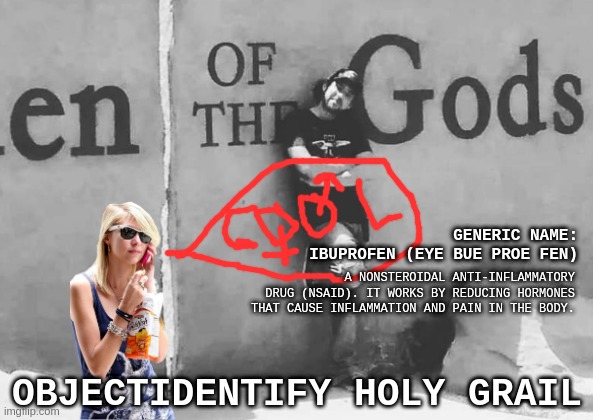 en OF THE Gods
COOL
GENERIC NAME:
IBUPROFEN (EYE BUE PROE FEN)
A NONSTEROIDAL ANTI-INFLAMMATORY
DRUG (NSAID). IT WORKS BY REDUCING HORMONES
THAT CAUSE INFLAMMATION AND PAIN IN THE BODY.
OBJECTIDENTIFY HOLY GRAIL
imgflip.com